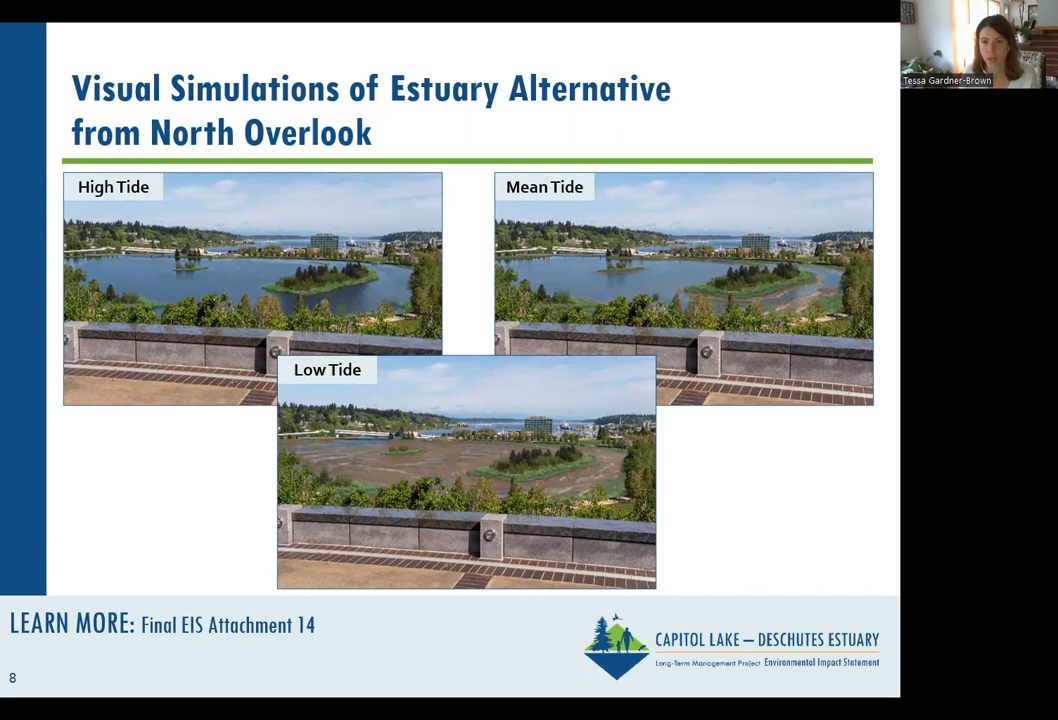 Tessa Gardner-Brown
Visual Simulations of Estuary Alternative
from North Overlook
High Tide
Mean Tide
Low Tide
LEARN MORE: Final EIS Attachment 14
CAPITOL LAKE – DESCHUTES ESTUARY
Long-Term Management Project Environmental Impact Statement
8